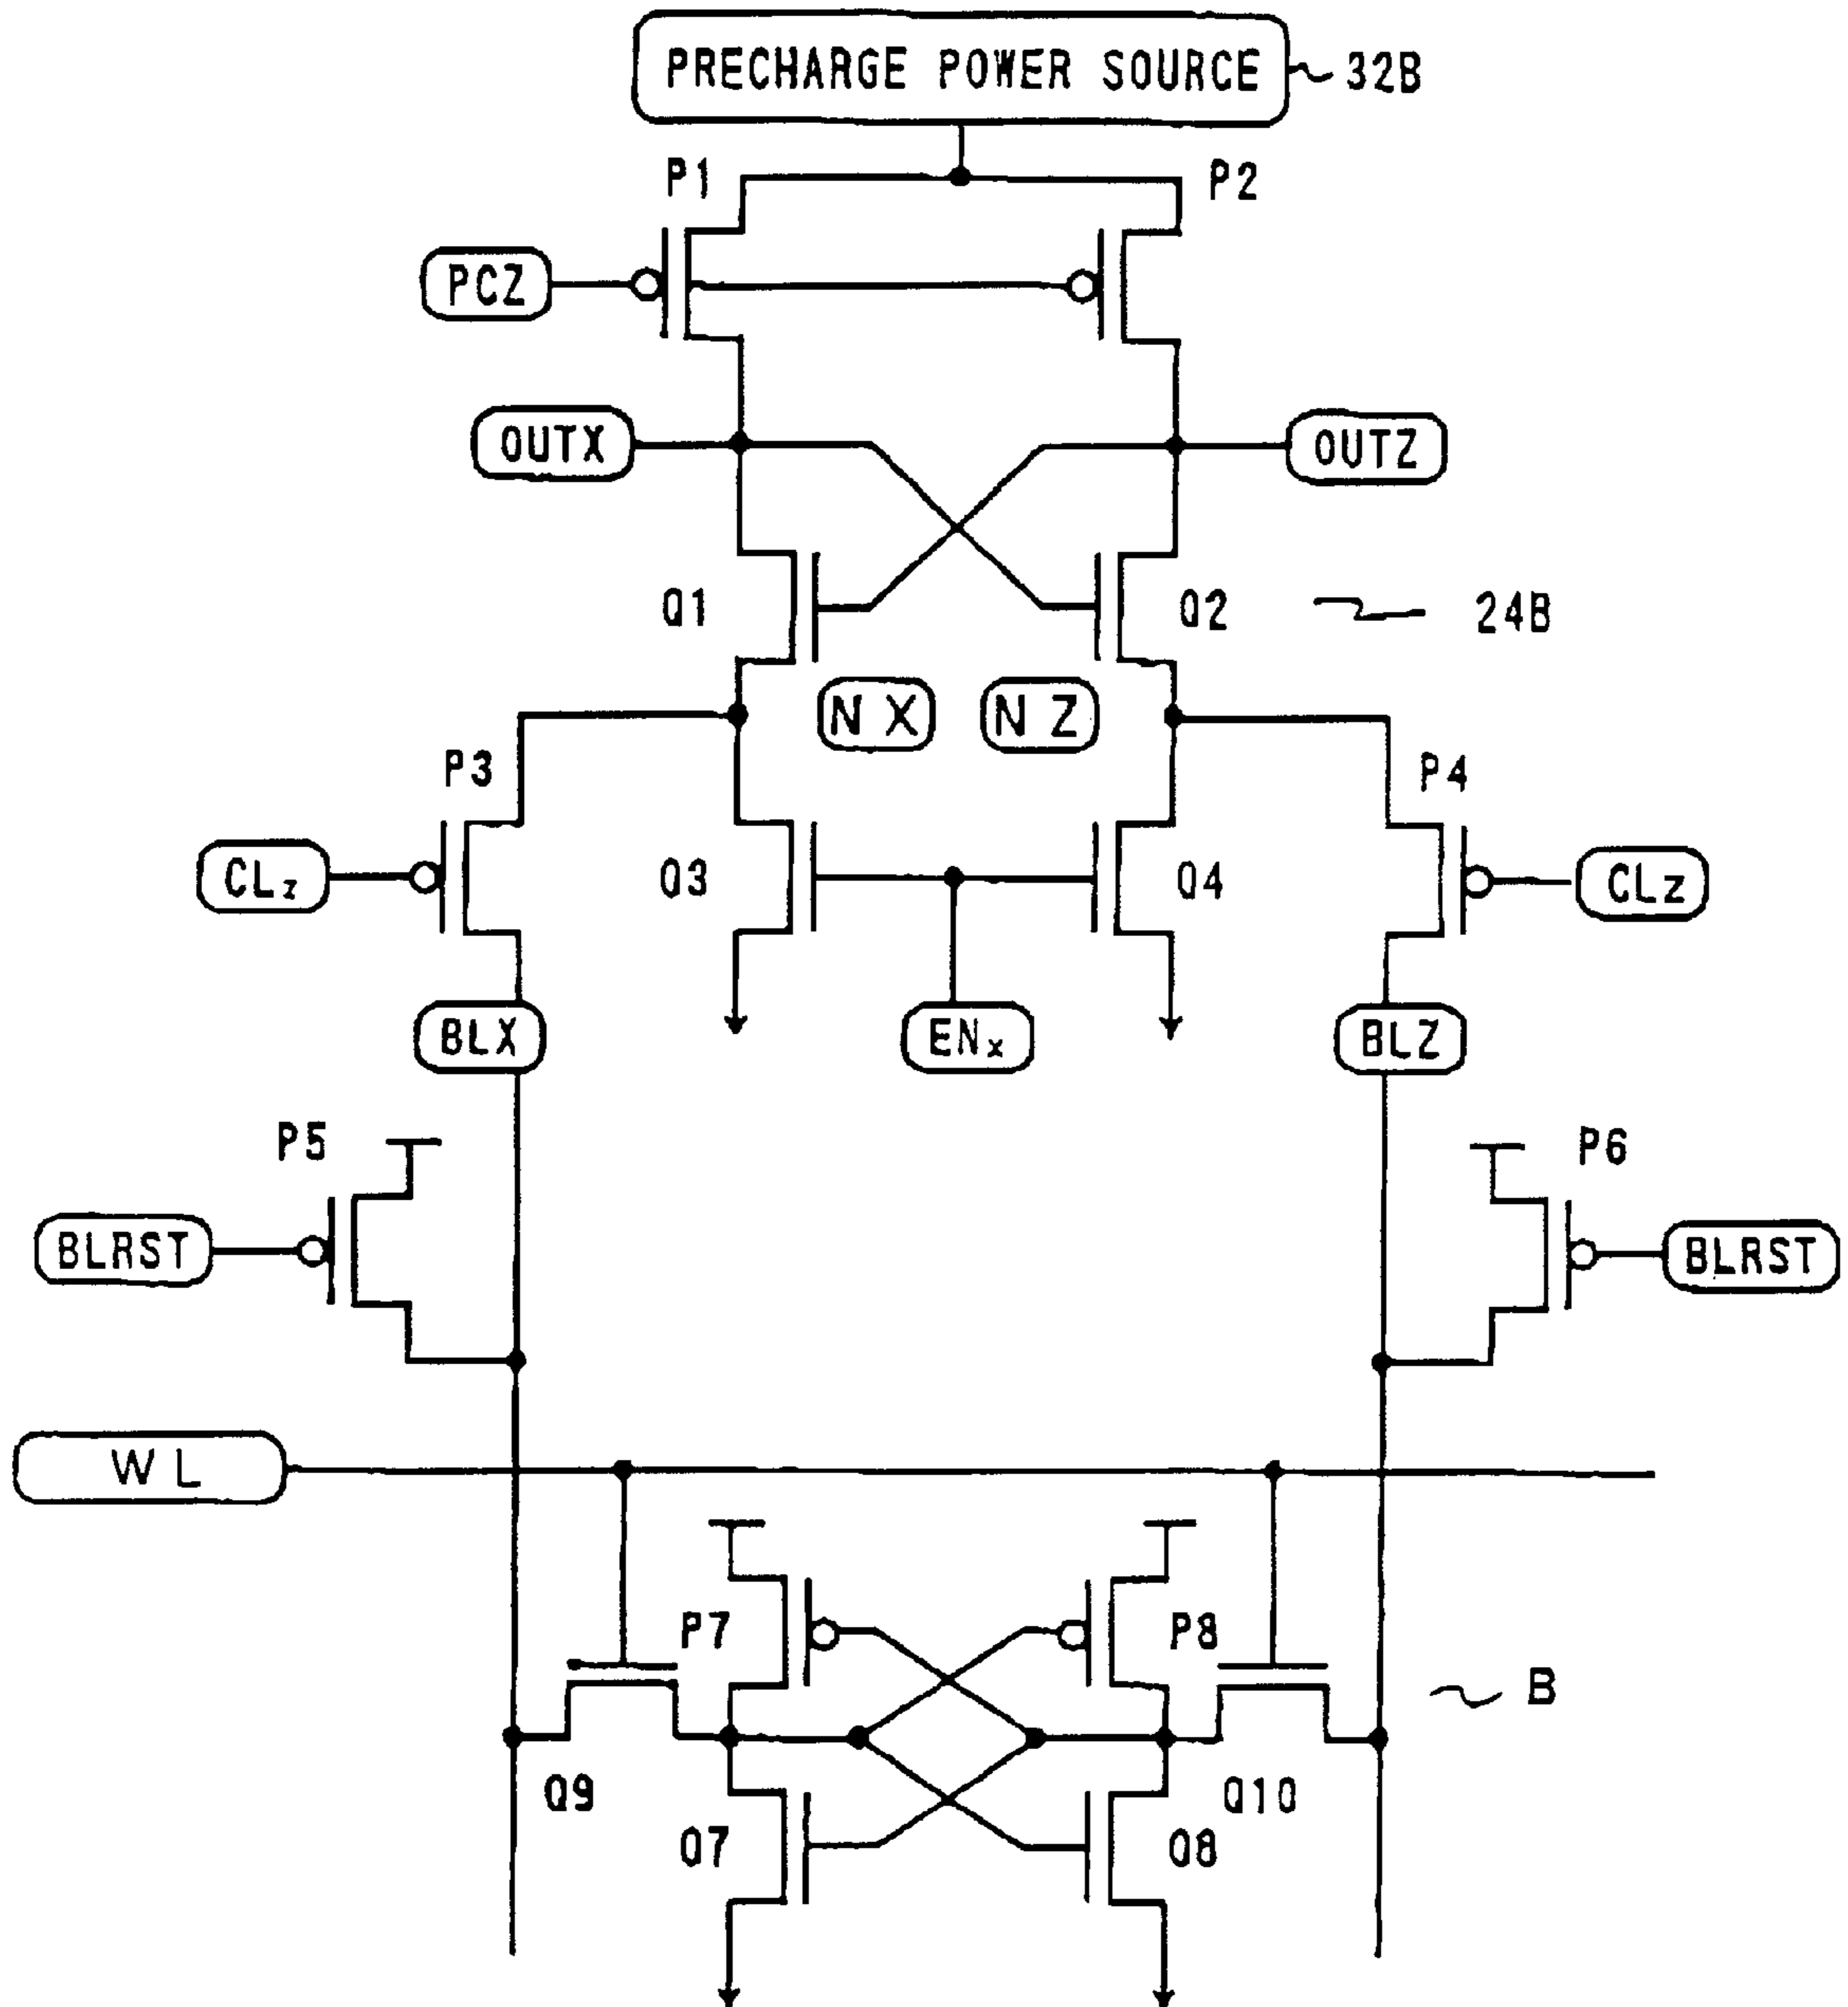 PRECHARGE POWER SOURCE
32B
P1
P2
PCZ
OUTX
OUTZ
Q1
Q2
24B
NX
NZ
P3
P4
CLz
Q3
Q4
CLz
BLX
ENx
BLZ
P5
P6
BLRST
BLRST
WL
P7
P8
B
Q9
Q10
Q7
Q8